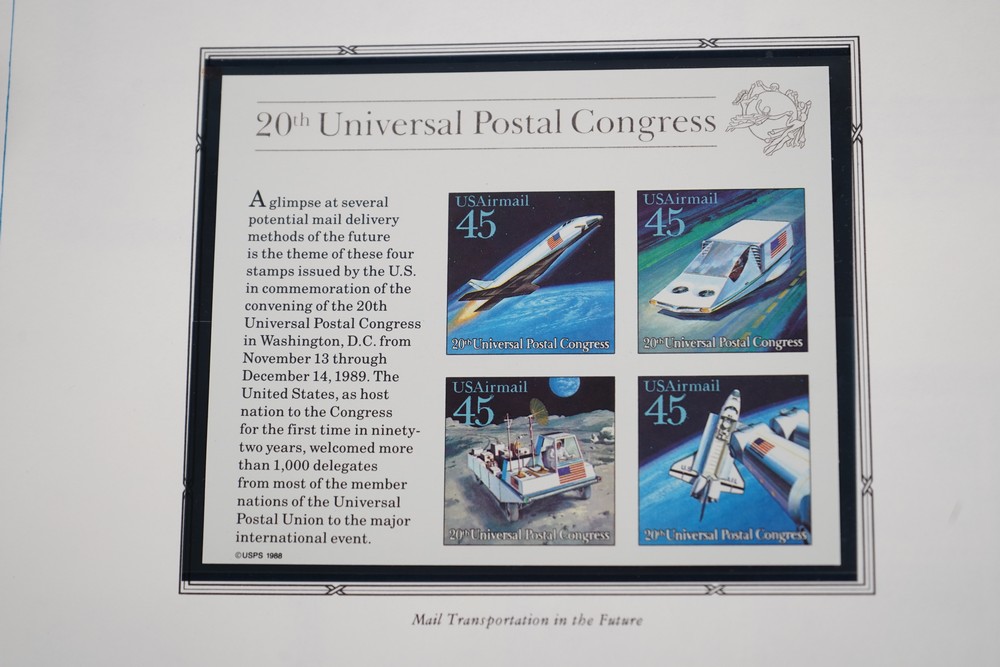 20th Universal Postal Congress
A glimpse at several
potential mail delivery
methods of the future
is the theme of these four
stamps issued by the U.S.
in commemoration of the
convening of the 20th
Universal Postal Congress
in Washington, D.C. from
November 13 through
December 14, 1989. The
United States, as host
nation to the Congress
for the first time in ninety-
two years, welcomed more
than 1,000 delegates
from most of the member
nations of the Universal
Postal Union to the major
international event.
©USPS 1988
USAirmail
45
20th Universal Postal Congress
USAirmail
45
20th Universal Postal Congress
USAirmail
45
20th Universal Postal Congress
USAirmail
45
20th Universal Postal Congress
Mail Transportation in the Future